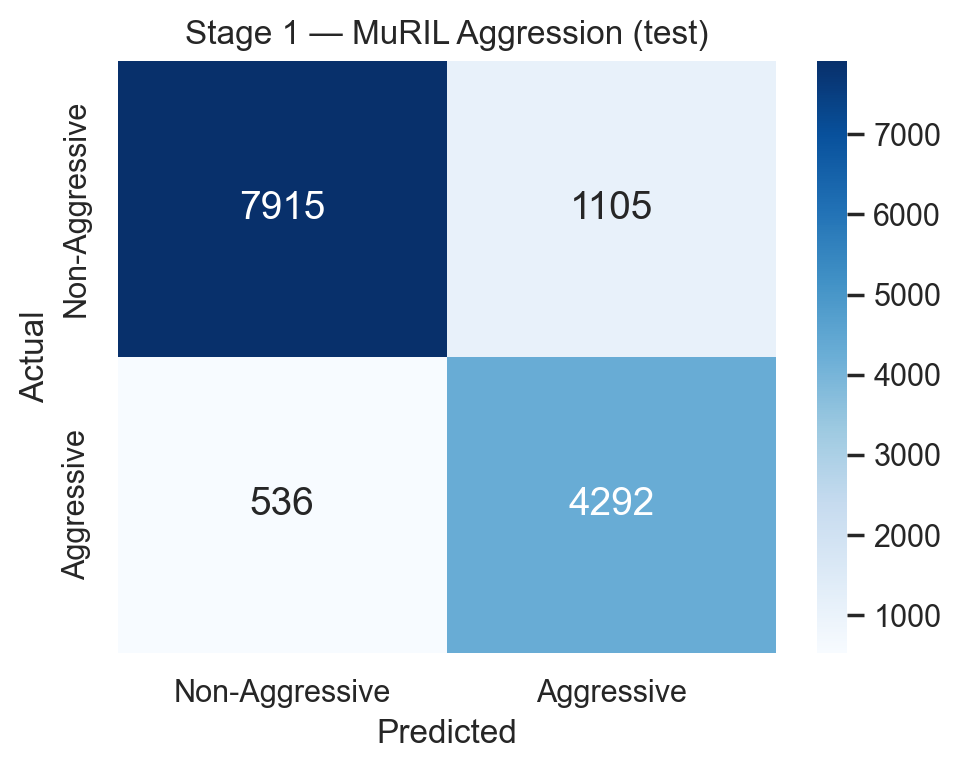 Stage 1 — MuRIL Aggression (test)
Actual
Non-Aggressive
Aggressive
7915
1105
536
4292
Non-Aggressive
Aggressive
Predicted
7000
6000
5000
4000
3000
2000
1000